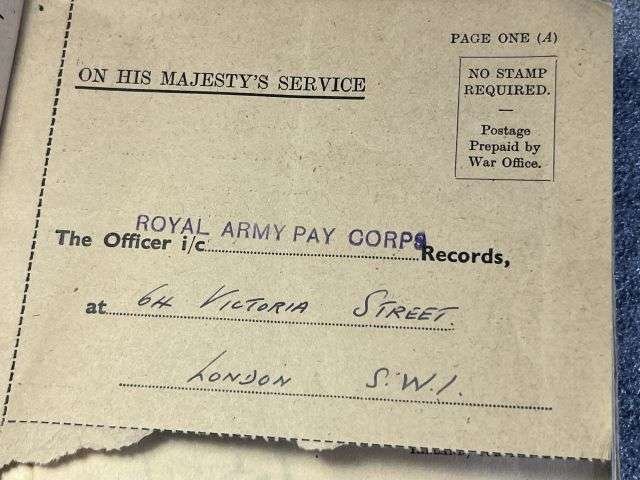 PAGE ONE (A)
ON HIS MAJESTY'S SERVICE
NO STAMP
REQUIRED.
—
Postage
Prepaid by
War Office.
ROYAL ARMY PAY CORPS
The Officer i/c Records,
at 64 VICTORIA STREET.
LONDON S.W.1.